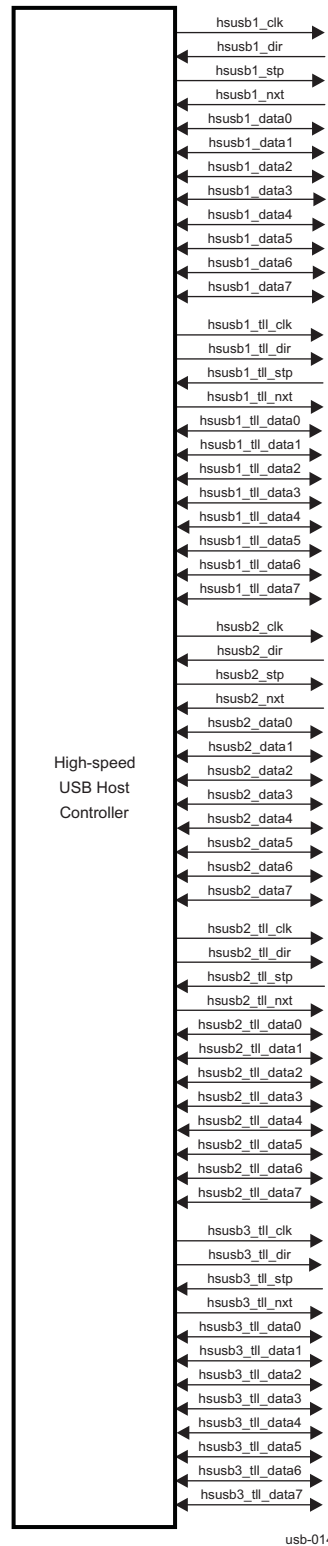 hsusb1_clk
hsusb1_dir
hsusb1_stp
hsusb1_nxt
hsusb1_data0
hsusb1_data1
hsusb1_data2
hsusb1_data3
hsusb1_data4
hsusb1_data5
hsusb1_data6
hsusb1_data7
hsusb1_tll_clk
hsusb1_tll_dir
hsusb1_tll_stp
hsusb1_tll_nxt
hsusb1_tll_data0
hsusb1_tll_data1
hsusb1_tll_data2
hsusb1_tll_data3
hsusb1_tll_data4
hsusb1_tll_data5
hsusb1_tll_data6
hsusb1_tll_data7
hsusb2_clk
hsusb2_dir
hsusb2_stp
hsusb2_nxt
hsusb2_data0
hsusb2_data1
hsusb2_data2
hsusb2_data3
hsusb2_data4
hsusb2_data5
hsusb2_data6
hsusb2_data7
High-speed
USB Host
Controller
hsusb2_tll_clk
hsusb2_tll_dir
hsusb2_tll_stp
hsusb2_tll_nxt
hsusb2_tll_data0
hsusb2_tll_data1
hsusb2_tll_data2
hsusb2_tll_data3
hsusb2_tll_data4
hsusb2_tll_data5
hsusb2_tll_data6
hsusb2_tll_data7
hsusb3_tll_clk
hsusb3_tll_dir
hsusb3_tll_stp
hsusb3_tll_nxt
hsusb3_tll_data0
hsusb3_tll_data1
hsusb3_tll_data2
hsusb3_tll_data3
hsusb3_tll_data4
hsusb3_tll_data5
hsusb3_tll_data6
hsusb3_tll_data7
usb-014